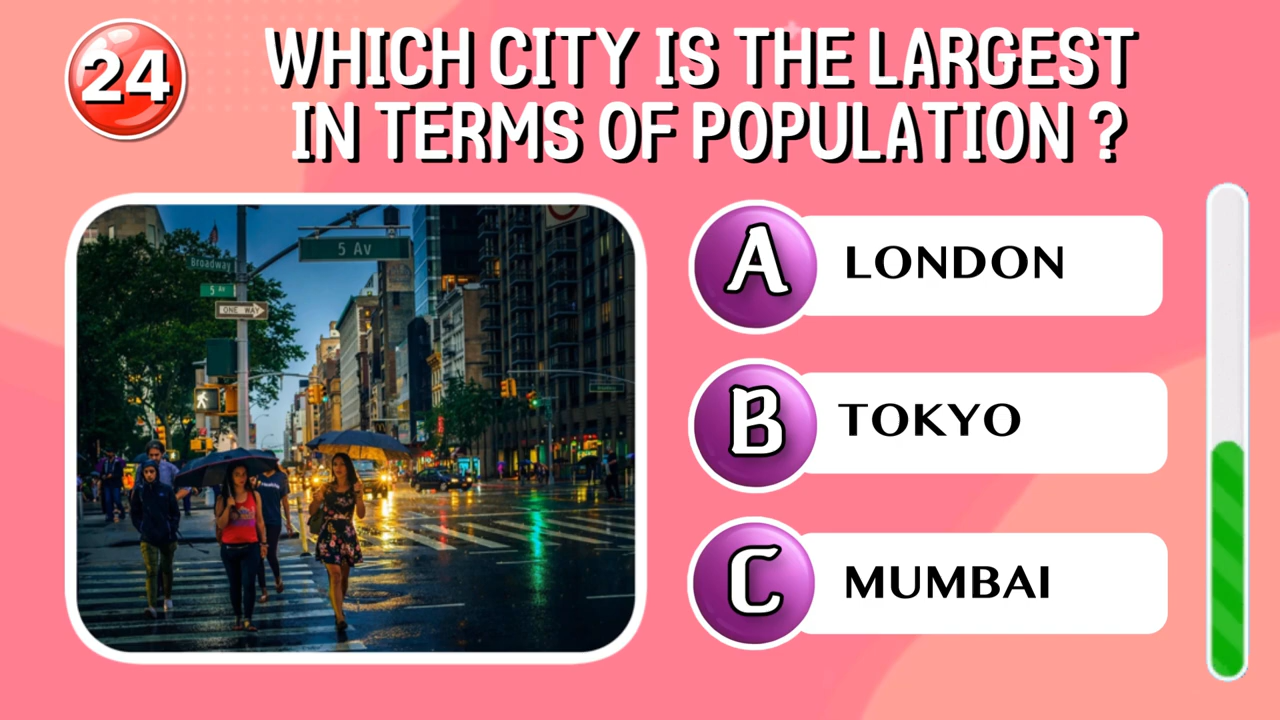 24
WHICH CITY IS THE LARGEST
IN TERMS OF POPULATION ?
5 Av
Broadway
5 Av
ONE WAY
A LONDON
B TOKYO
C MUMBAI